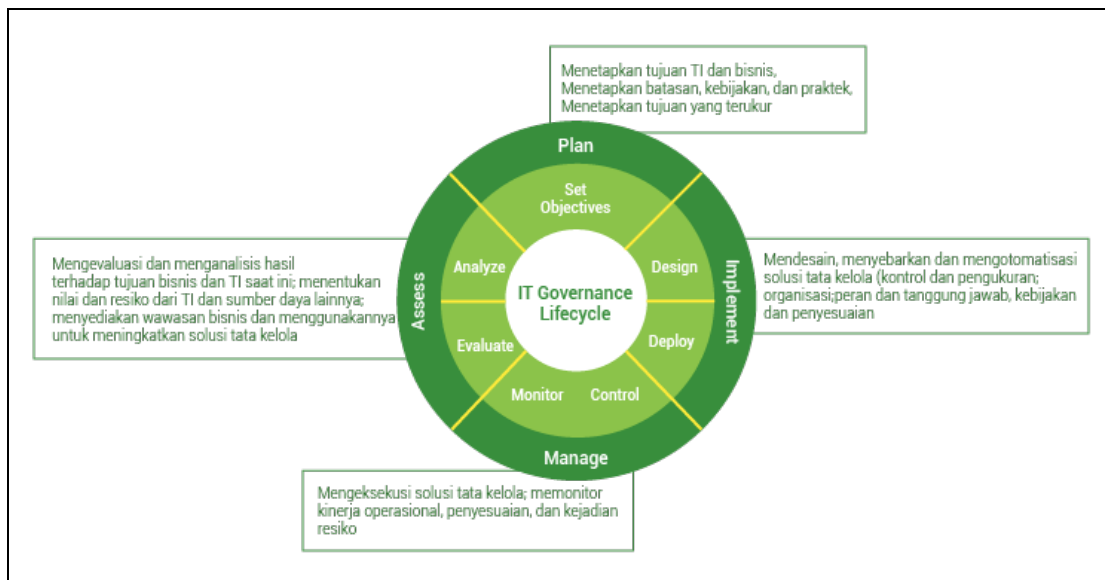 Menetapkan tujuan TI dan bisnis,
Menetapkan batasan, kebijakan, dan praktek,
Menetapkan tujuan yang terukur
Plan
Set
Objectives
Mengevaluasi dan menganalisis hasil
terhadap tujuan bisnis dan TI saat ini; menentukan
nilai dan resiko dari TI dan sumber daya lainnya;
menyediakan wawasan bisnis dan menggunakannya
untuk meningkatkan solusi tata kelola
Assess
Analyze
Evaluate
IT Governance
Lifecycle
Design
Deploy
Implement
Mendesain, menyebarkan dan mengotomatisasi
solusi tata kelola (kontrol dan pengukuran;
organisasi;peran dan tanggung jawab, kebijakan
dan penyesuaian
Monitor
Control
Manage
Mengeksekusi solusi tata kelola; memonitor
kinerja operasional, penyesuaian, dan kejadian
resiko